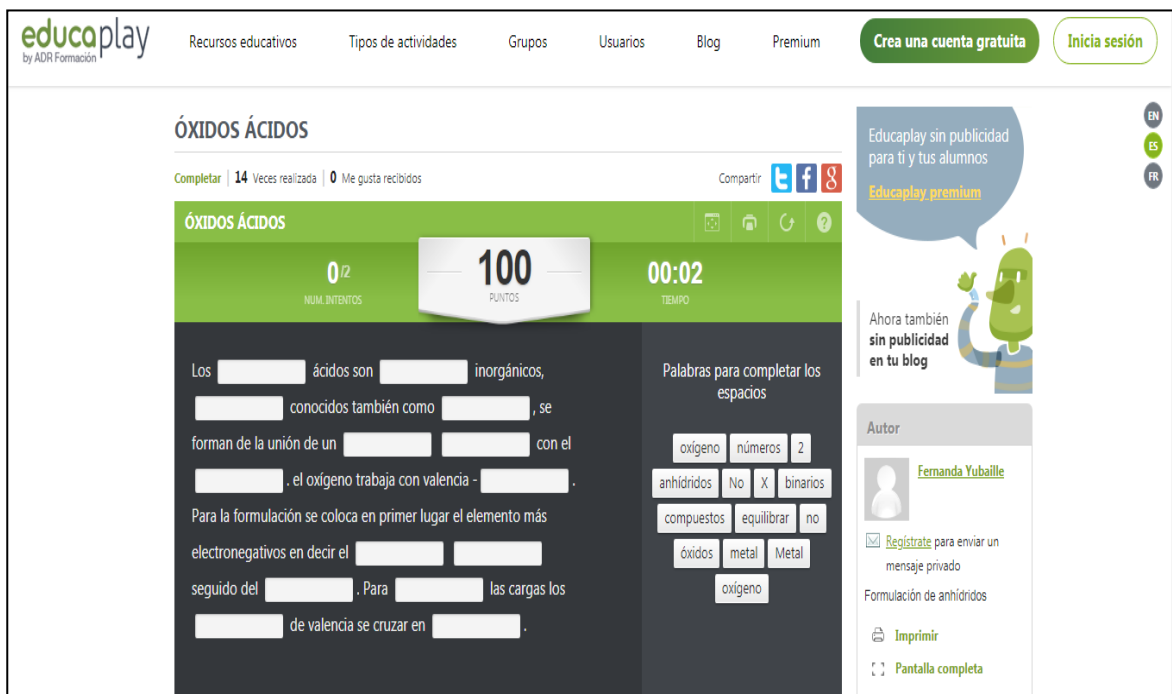 educaplay
by ADR Formación
Recursos educativos Tipos de actividades Grupos Usuarios Blog Premium Crea una cuenta gratuita Inicia sesión
EN
ES
FR
ÓXIDOS ÁCIDOS
Completar | 14 Veces realizada | 0 Me gusta recibidos
Compartir
ÓXIDOS ÁCIDOS
?
0/2
NUM. INTENTOS
100
PUNTOS
00:02
TIEMPO
Los ácidos son inorgánicos,
conocidos también como , se
forman de la unión de un con el
. el oxígeno trabaja con valencia - .
Para la formulación se coloca en primer lugar el elemento más
electronegativos en decir el
seguido del . Para las cargas los
de valencia se cruzar en .
Palabras para completar los
espacios
oxígeno números 2
anhídridos No X binarios
compuestos equilibrar no
óxidos metal Metal
oxígeno
Educaplay sin publicidad
para ti y tus alumnos
Educaplay premium
Ahora también
sin publicidad
en tu blog
Autor
Fernanda Yubaille
Regístrate para enviar un
mensaje privado
Formulación de anhídridos
Imprimir
Pantalla completa